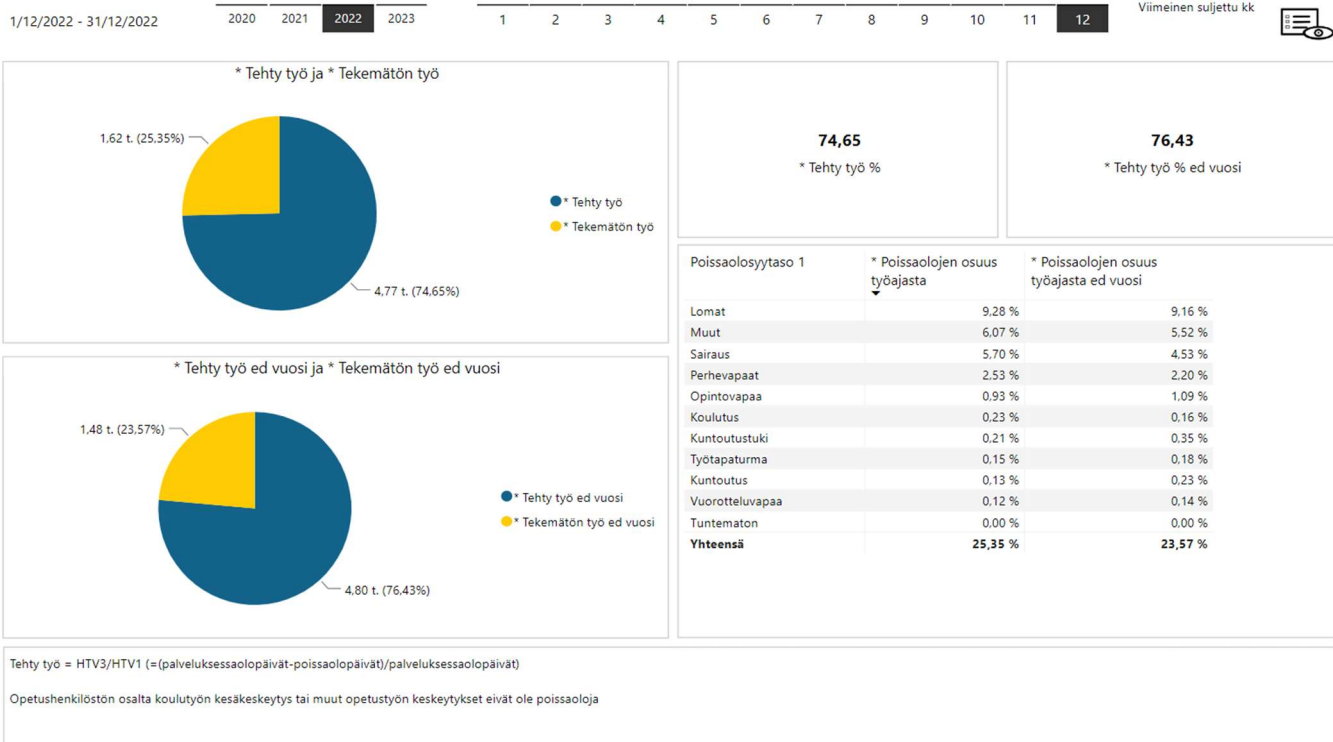 1/12/2022 - 31/12/2022
2020 2021 2022 2023
1 2 3 4 5 6 7 8 9 10 11 12
Viimeinen suljettu kk
* Tehty työ ja * Tekemätön työ
1,62 t. (25,35%)
4,77 t. (74,65%)
* Tehty työ
* Tekemätön työ
74,65
* Tehty työ %
76,43
* Tehty työ % ed vuosi
* Tehty työ ed vuosi ja * Tekemätön työ ed vuosi
1,48 t. (23,57%)
4,80 t. (76,43%)
* Tehty työ ed vuosi
* Tekemätön työ ed vuosi
Poissaolosyytaso 1 * Poissaolojen osuus * Poissaolojen osuus
työajasta työajasta ed vuosi
Lomat 9,28 % 9,16 %
Muut 6,07 % 5,52 %
Sairaus 5,70 % 4,53 %
Perhevapaat 2,53 % 2,20 %
Opintovapaa 0,93 % 1,09 %
Koulutus 0,23 % 0,16 %
Kuntoutustuki 0,21 % 0,35 %
Työtapaturma 0,15 % 0,18 %
Kuntoutus 0,13 % 0,23 %
Vuorotteluvapaa 0,12 % 0,14 %
Tuntematon 0,00 % 0,00 %
Yhteensä 25,35 % 23,57 %
Tehty työ = HTV3/HTV1 (=(palveluksessaolopäivät-poissaolopäivät)/palveluksessaolopäivät)
Opetushenkilöstön osalta koulutyön kesäkeskeytys tai muut opetustyön keskeytykset eivät ole poissaoloja